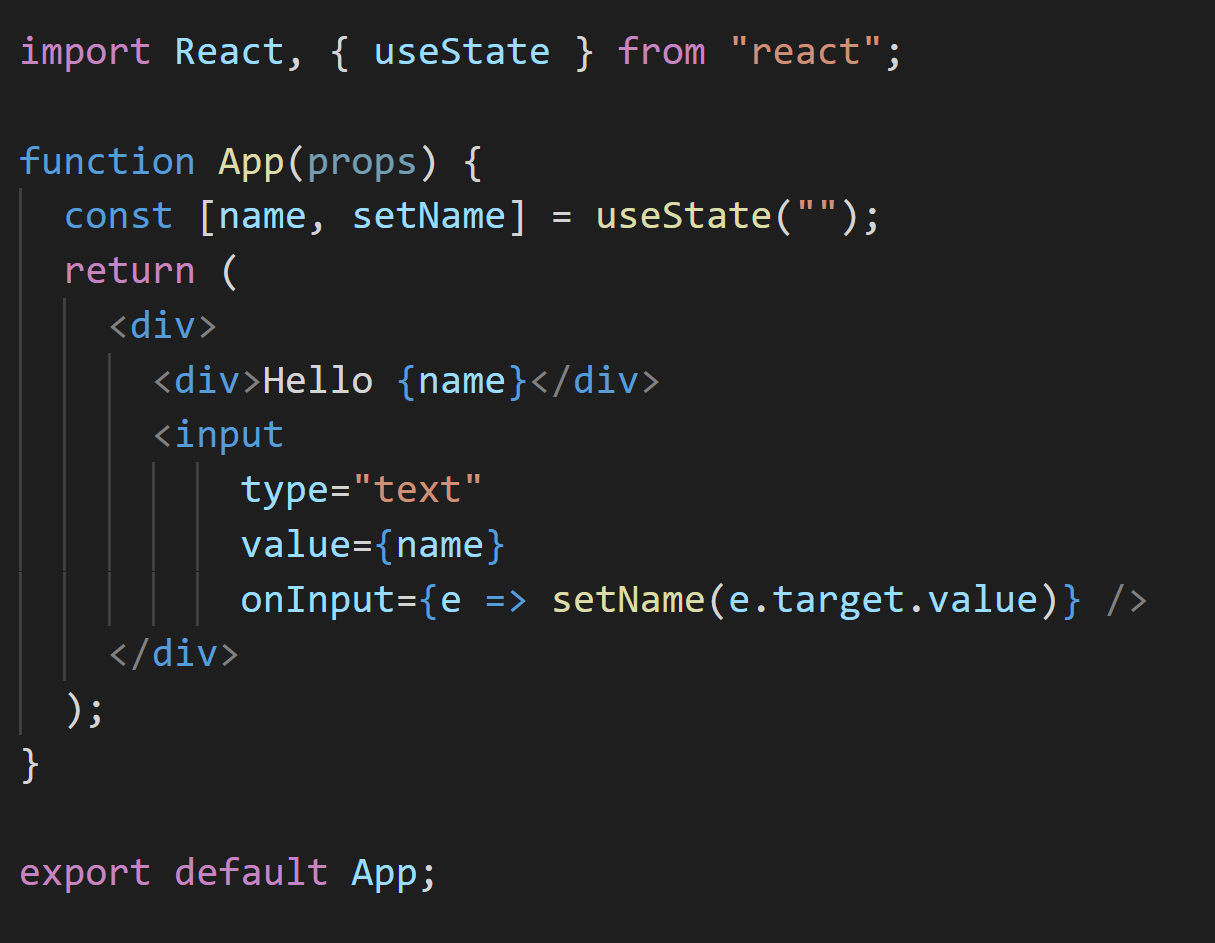 import React, { useState } from "react";

function App(props) {
  const [name, setName] = useState("");
  return (
    <div>
      <div>Hello {name}</div>
      <input
          type="text"
          value={name}
          onInput={e => setName(e.target.value)} />
    </div>
  );
}

export default App;